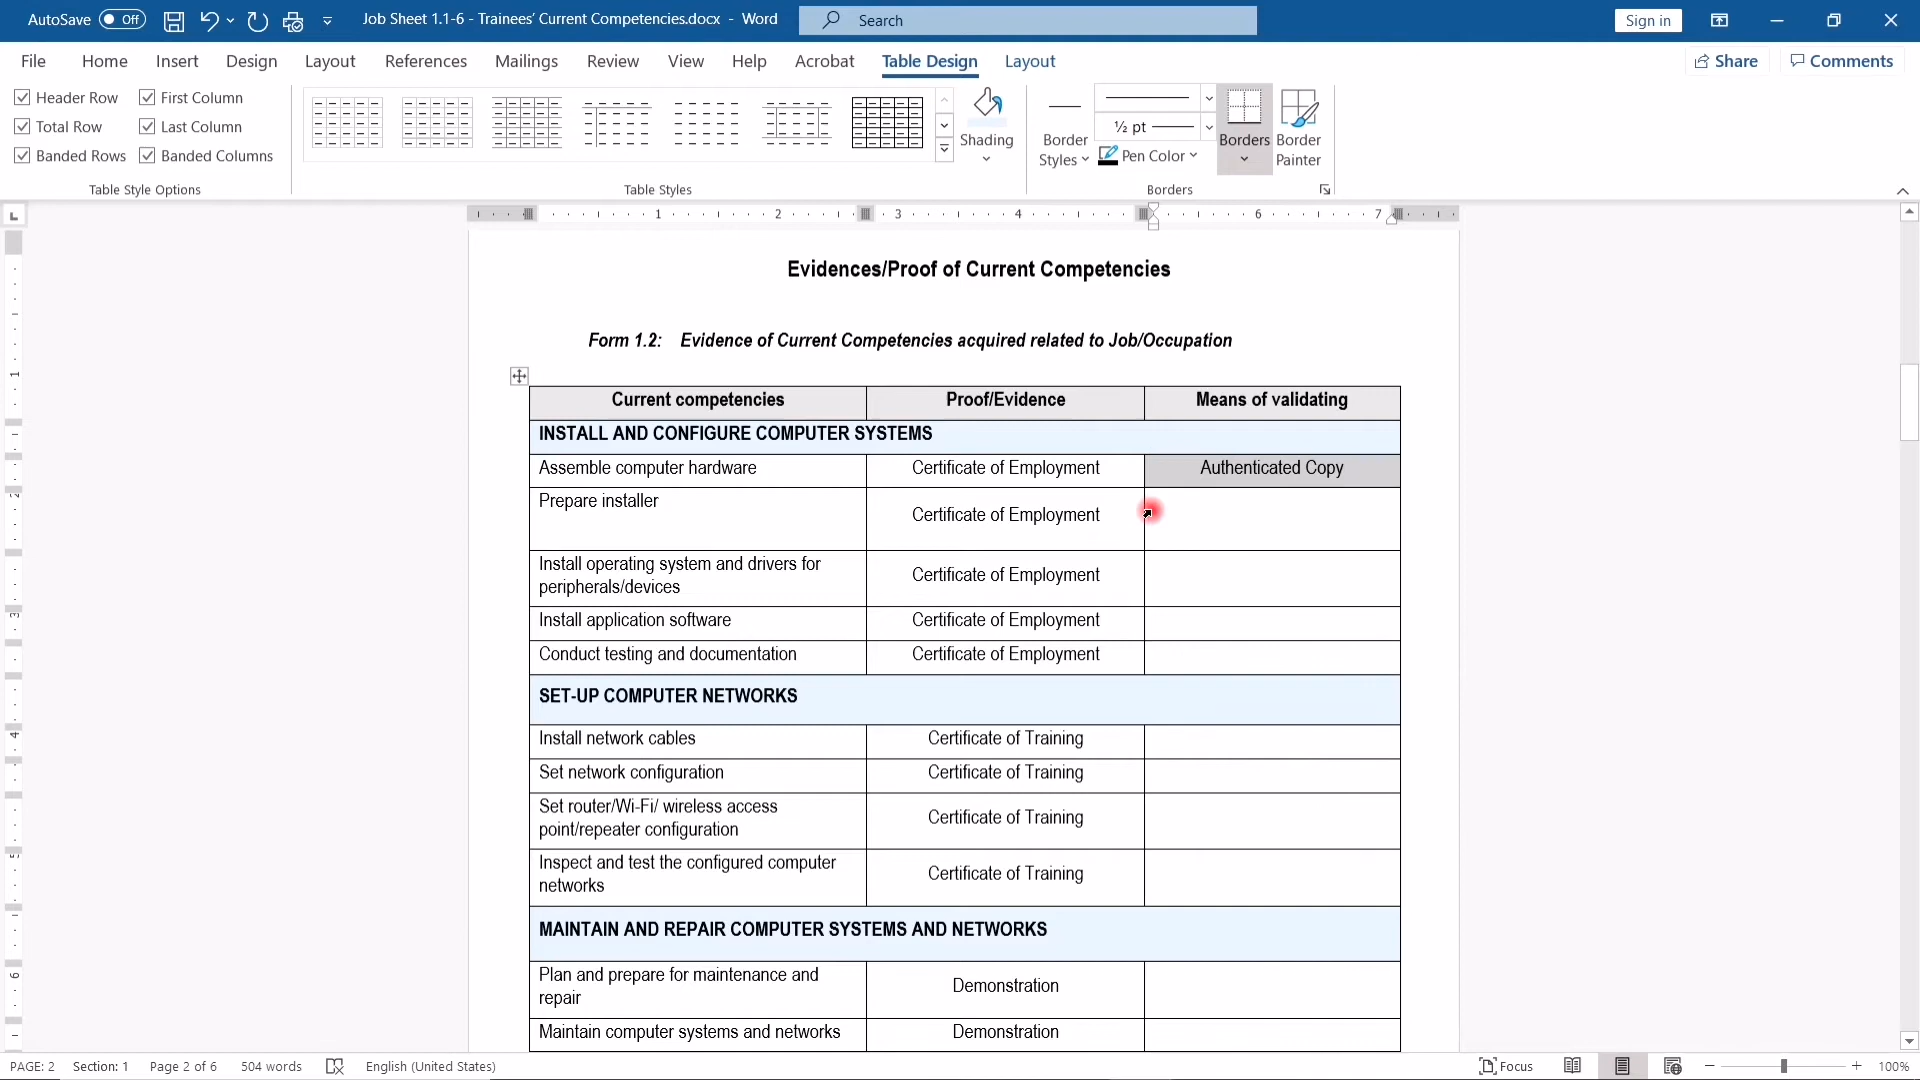 AutoSave Off Job Sheet 1.1-6 - Trainees’ Current Competencies.docx - Word Search Sign in
File Home Insert Design Layout References Mailings Review View Help Acrobat Table Design Layout Share Comments
Header Row First Column
Total Row Last Column
Banded Rows Banded Columns
Table Style Options
Table Styles
Shading
Border Styles
½ pt
Pen Color
Borders
Border Painter
Borders
1 2 3 4 6 7
Evidences/Proof of Current Competencies
Form 1.2: Evidence of Current Competencies acquired related to Job/Occupation
Current competencies Proof/Evidence Means of validating
INSTALL AND CONFIGURE COMPUTER SYSTEMS
Assemble computer hardware Certificate of Employment Authenticated Copy
Prepare installer Certificate of Employment
Install operating system and drivers for
peripherals/devices Certificate of Employment
Install application software Certificate of Employment
Conduct testing and documentation Certificate of Employment
SET-UP COMPUTER NETWORKS
Install network cables Certificate of Training
Set network configuration Certificate of Training
Set router/Wi-Fi/ wireless access
point/repeater configuration Certificate of Training
Inspect and test the configured computer
networks Certificate of Training
MAINTAIN AND REPAIR COMPUTER SYSTEMS AND NETWORKS
Plan and prepare for maintenance and
repair Demonstration
Maintain computer systems and networks Demonstration
PAGE: 2 Section: 1 Page 2 of 6 504 words English (United States) Focus 100%